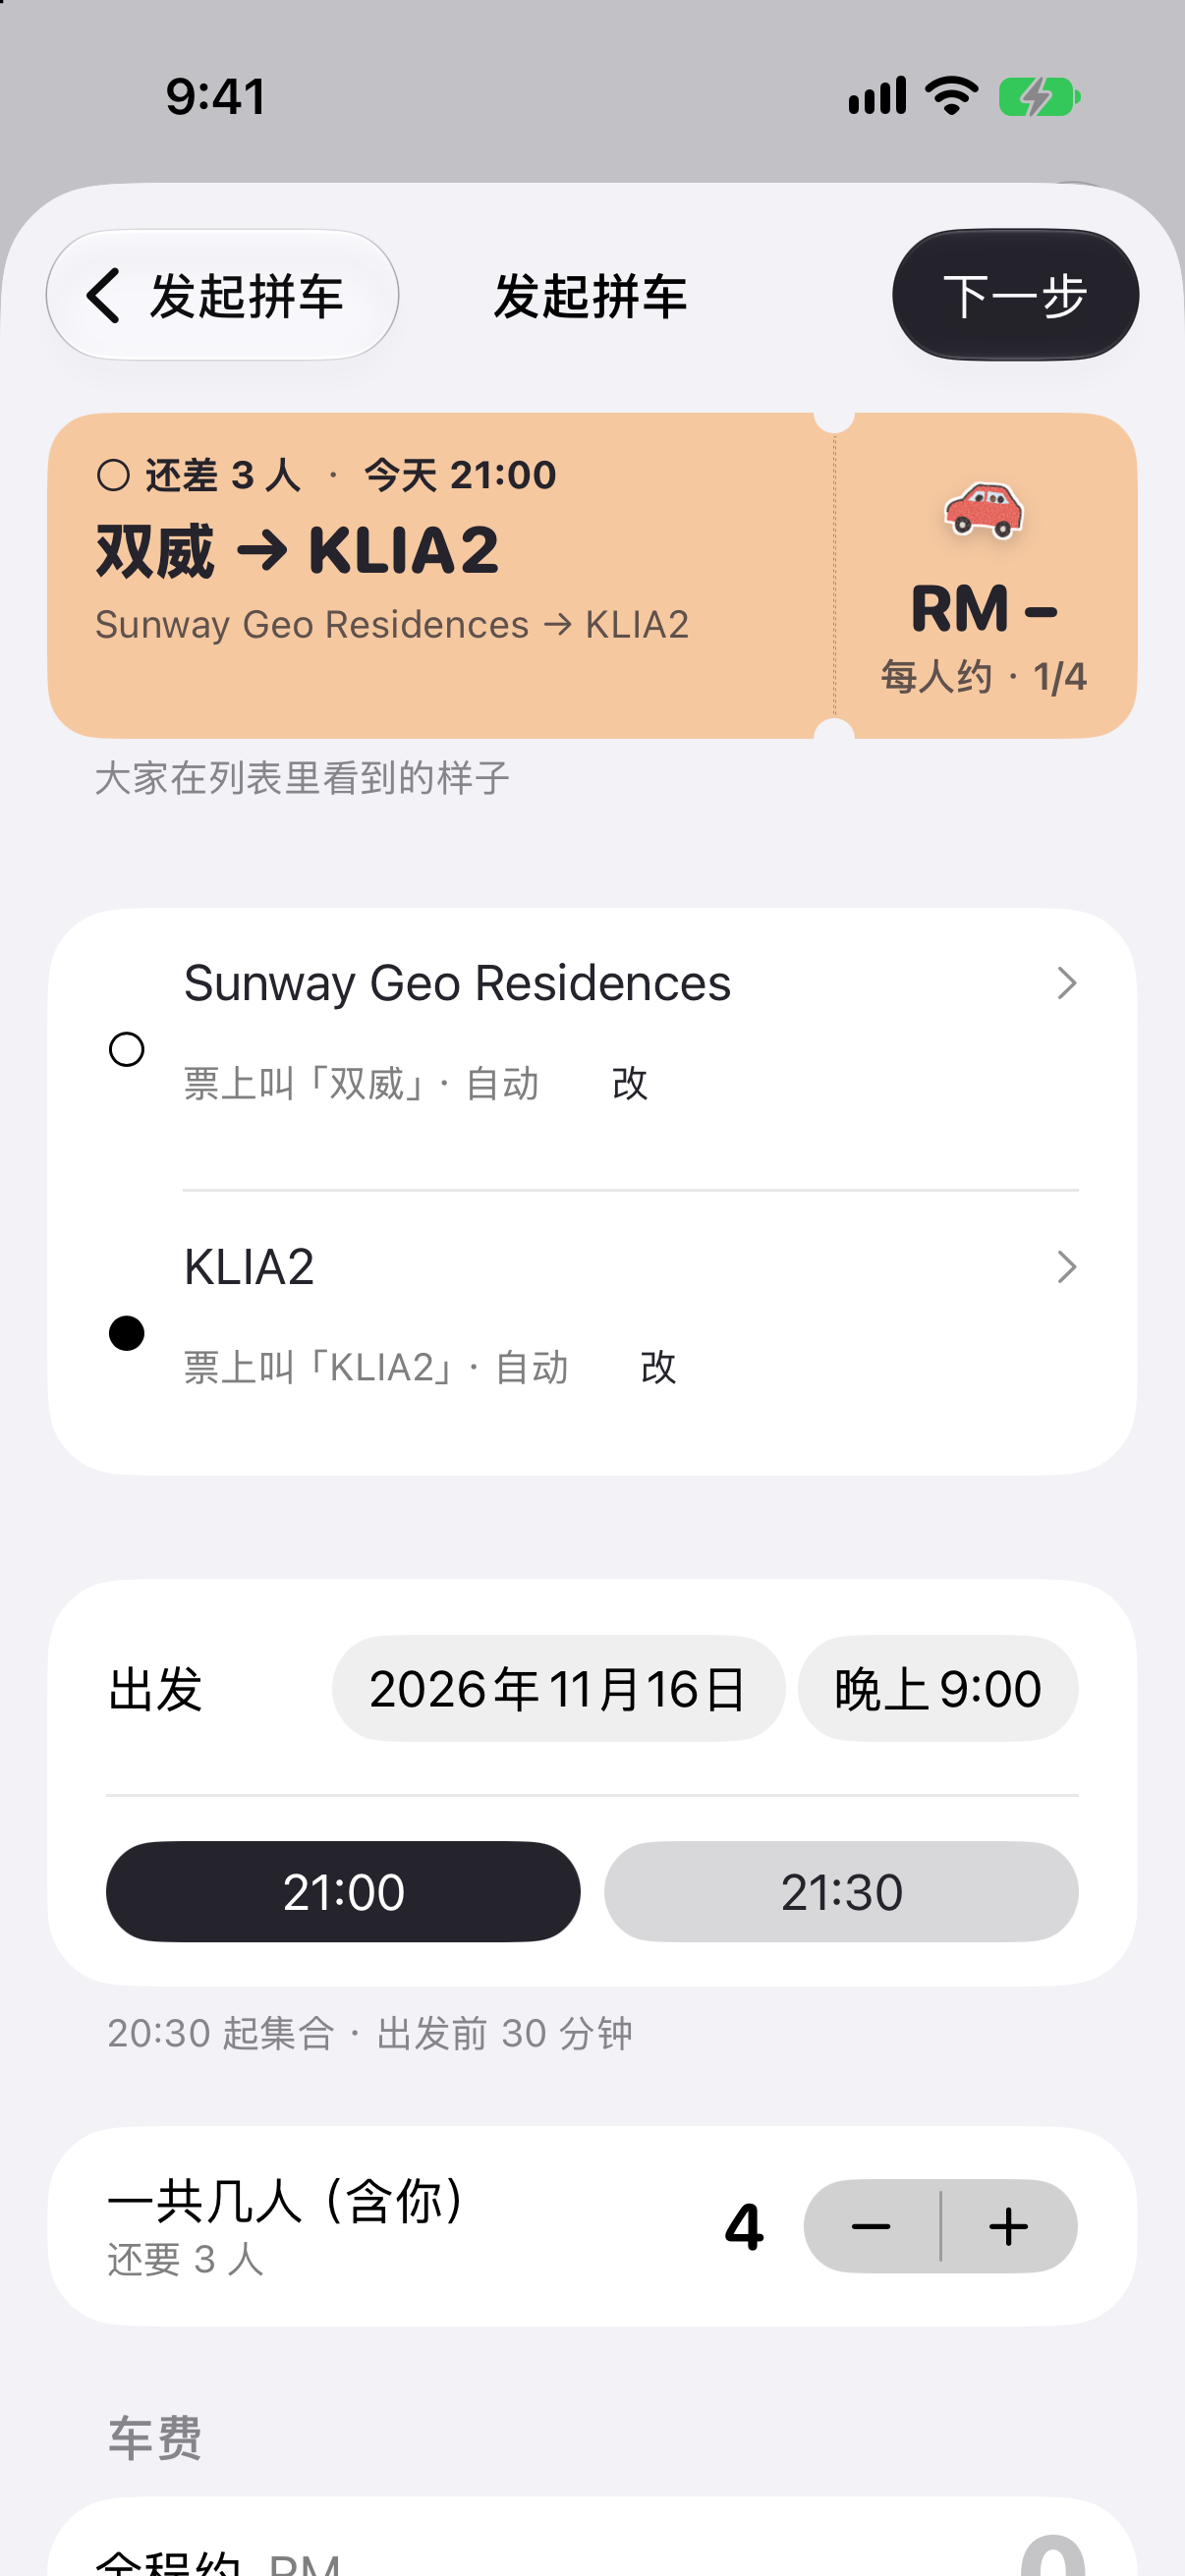 9:41
发起拼车
发起拼车
下一步
还差 3 人 · 今天 21:00
双威 → KLIA2
Sunway Geo Residences → KLIA2
RM –
每人约 · 1/4
大家在列表里看到的样子
Sunway Geo Residences
票上叫「双威」· 自动 改
KLIA2
票上叫「KLIA2」· 自动 改
出发 2026年11月16日 晚上9:00
21:00 21:30
20:30 起集合 · 出发前 30 分钟
一共几人（含你）
还要 3 人
4
车费
全程约 RM 0